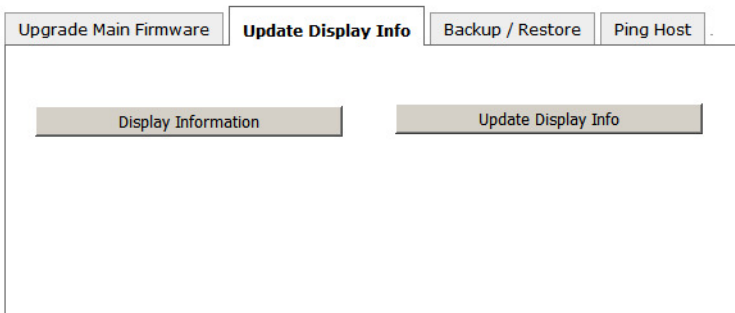 Upgrade Main Firmware Update Display Info Backup / Restore Ping Host
Display Information Update Display Info